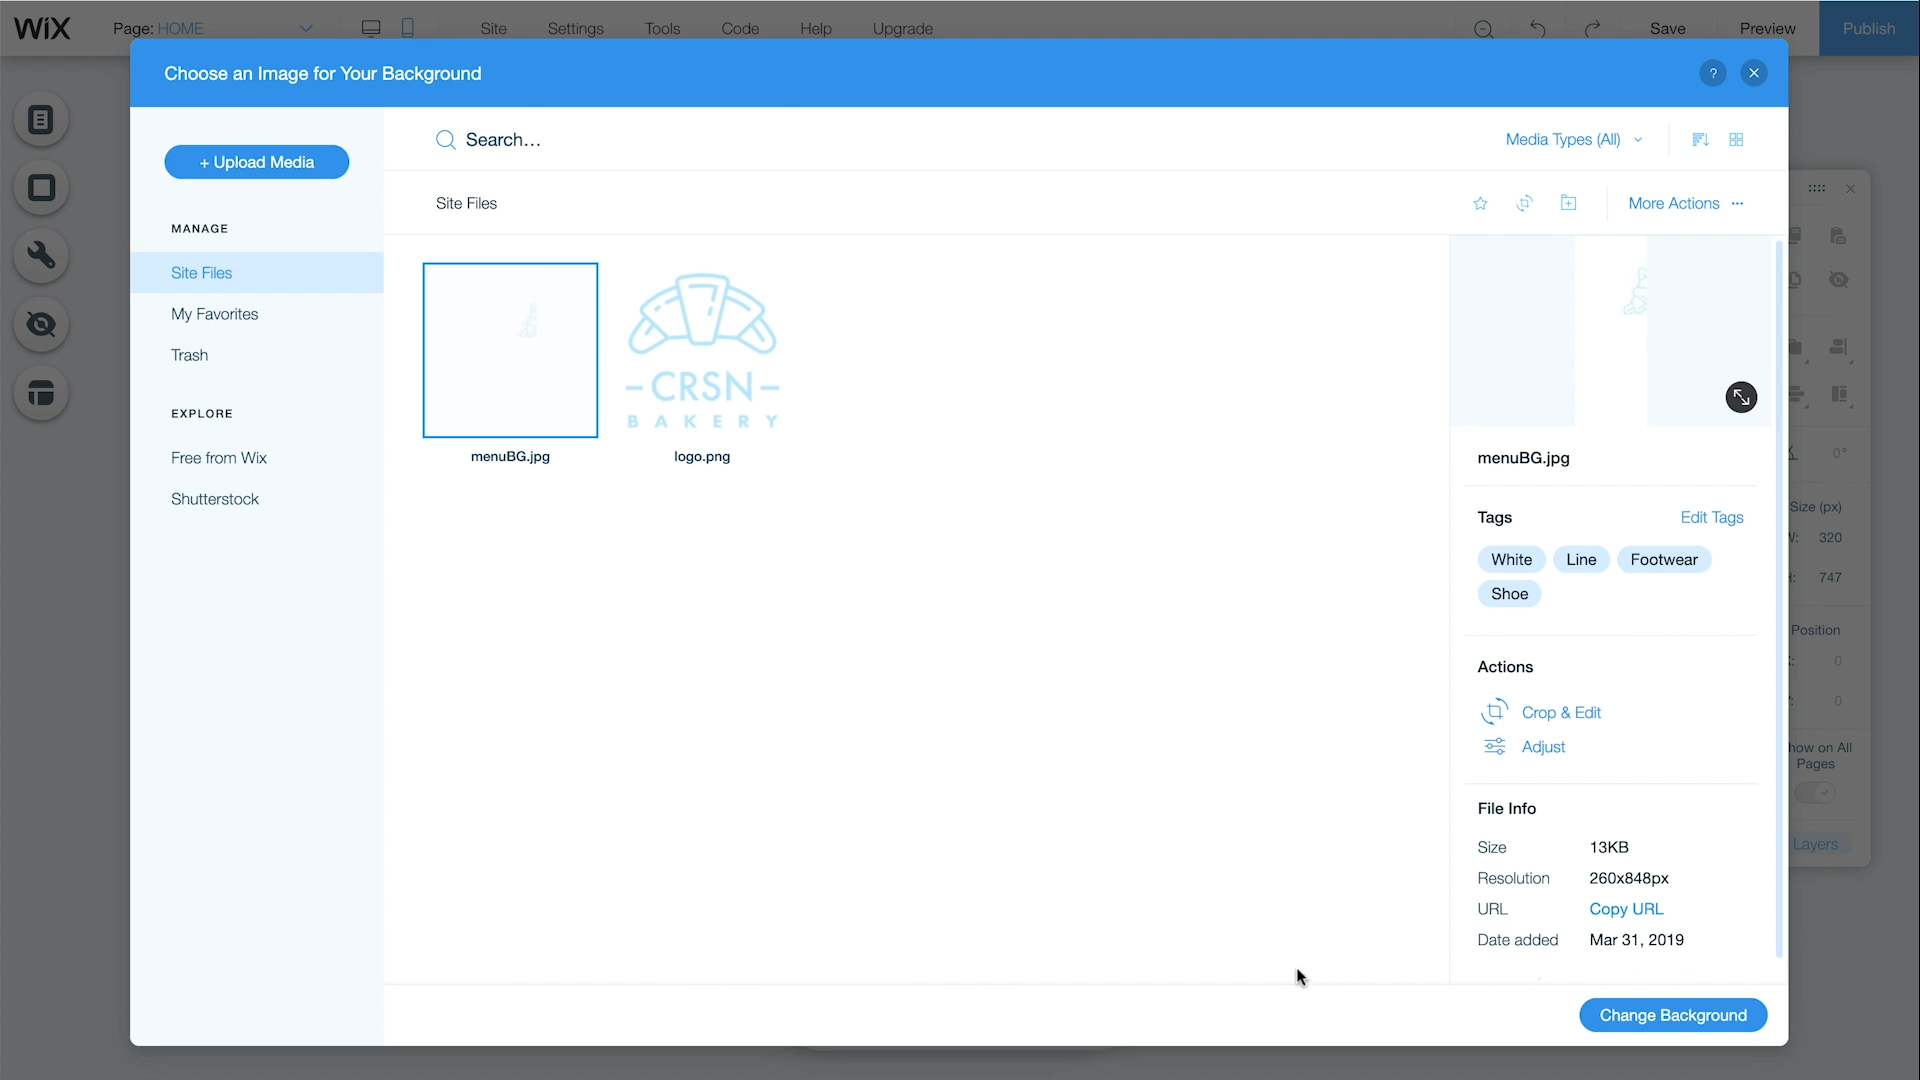 WiX Page: HOME Site Settings Tools Code Help Upgrade Save Preview Publish
Choose an Image for Your Background ?
+ Upload Media
Search...
Media Types (All)
MANAGE
Site Files
My Favorites
Trash
EXPLORE
Free from Wix
Shutterstock
Site Files
More Actions ...
CRSN
BAKERY
menuBG.jpg
logo.png
menuBG.jpg
Tags Edit Tags
White Line Footwear
Shoe
Actions
Crop & Edit
Adjust
File Info
Size 13KB
Resolution 260x848px
URL Copy URL
Date added Mar 31, 2019
Change Background
0°
Size (px)
320
747
Position
0
0
how on All
Pages
Layers